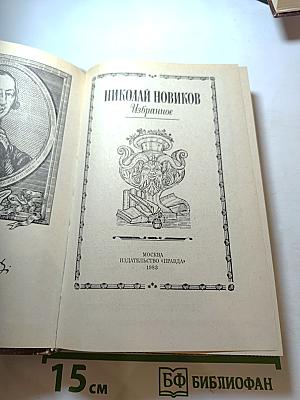 НИКОЛАЙ НОВИКОВ
Избранное
МОСКВА
ИЗДАТЕЛЬСТВО «ПРАВДА»
1983
15 см
БФ БИБЛИОФАН